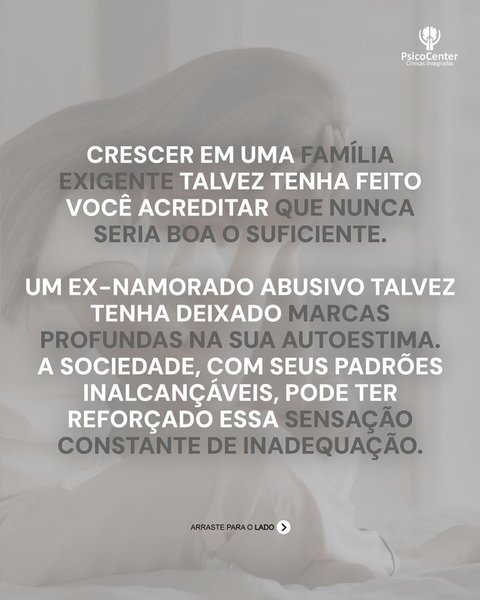 PsicoCenter
Clínicas Integradas
CRESCER EM UMA FAMÍLIA
EXIGENTE TALVEZ TENHA FEITO
VOCÊ ACREDITAR QUE NUNCA
SERIA BOA O SUFICIENTE.
UM EX-NAMORADO ABUSIVO TALVEZ
TENHA DEIXADO MARCAS
PROFUNDAS NA SUA AUTOESTIMA.
A SOCIEDADE, COM SEUS PADRÕES
INALCANÇÁVEIS, PODE TER
REFORÇADO ESSA SENSAÇÃO
CONSTANTE DE INADEQUAÇÃO.
ARRASTE PARA O LADO